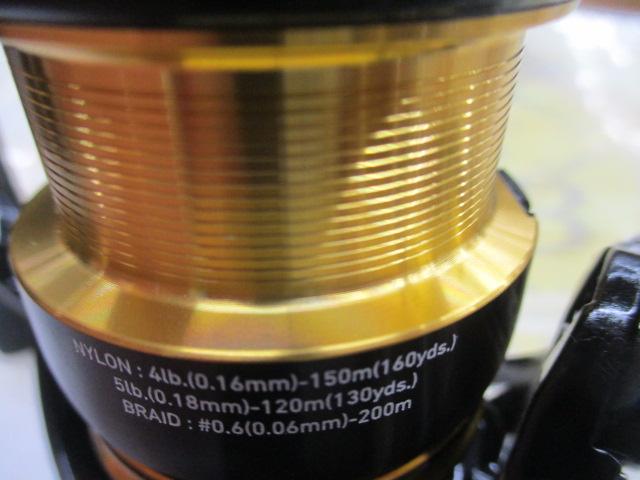 NYLON : 4lb.(0.16mm)-150m(160yds.)
5lb.(0.18mm)-120m(130yds.)
BRAID : #0.6(0.06mm)-200m